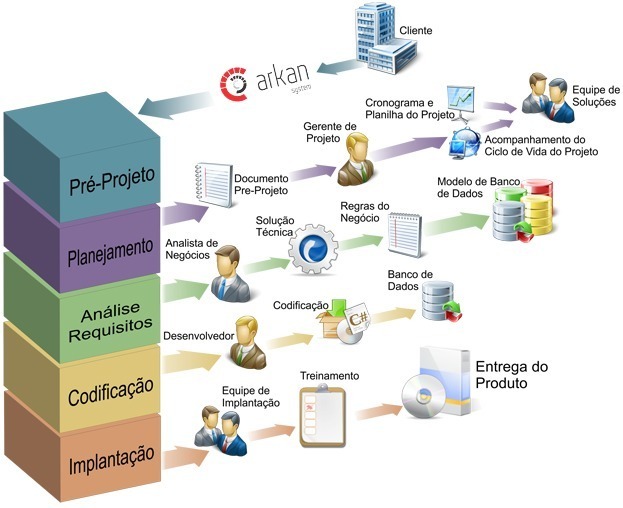 Cliente
arkan
system
Pré-Projeto
Cronograma e
Planilha do Projeto
Equipe de
Soluções
Gerente de
Projeto
Acompanhamento do
Ciclo de Vida do Projeto
Documento
Pre-Projeto
Planejamento
Modelo de Banco
de Dados
Regras do
Negócio
Solução
Técnica
Analista de
Negócios
Análise
Requisitos
Banco de
Dados
Codificação
C#
Desenvolvedor
Codificação
Entrega do
Produto
Treinamento
Equipe de
Implantação
Implantação